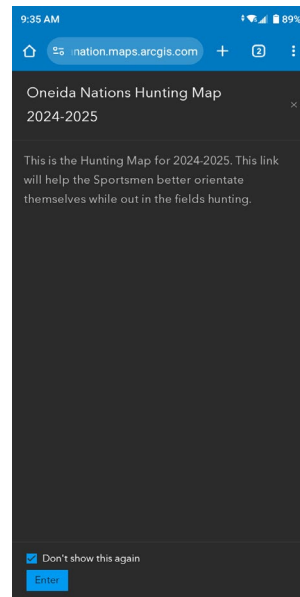 9:35 AM 89%
nation.maps.arcgis.com + 2
Oneida Nations Hunting Map
2024-2025
This is the Hunting Map for 2024-2025. This link
will help the Sportsmen better orientate
themselves while out in the fields hunting.
Don't show this again
Enter